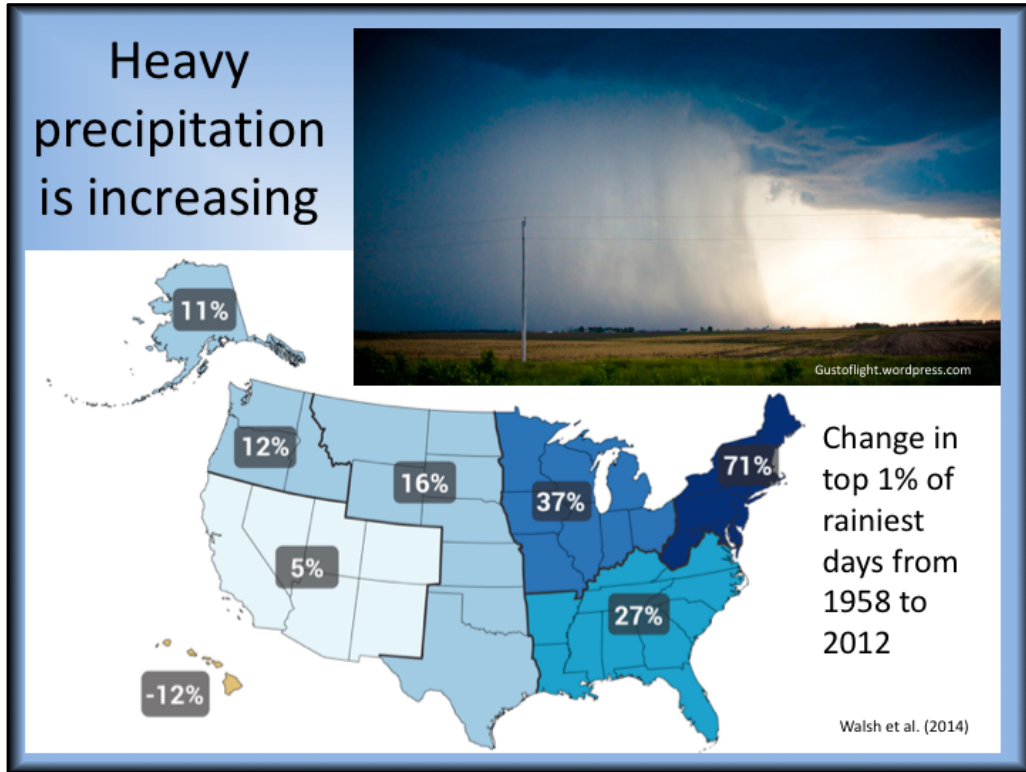 Heavy
precipitation
is increasing
Gustoflight.wordpress.com
11%
12%
16%
37%
71%
5%
27%
-12%
Change in
top 1% of
rainiest
days from
1958 to
2012
Walsh et al. (2014)